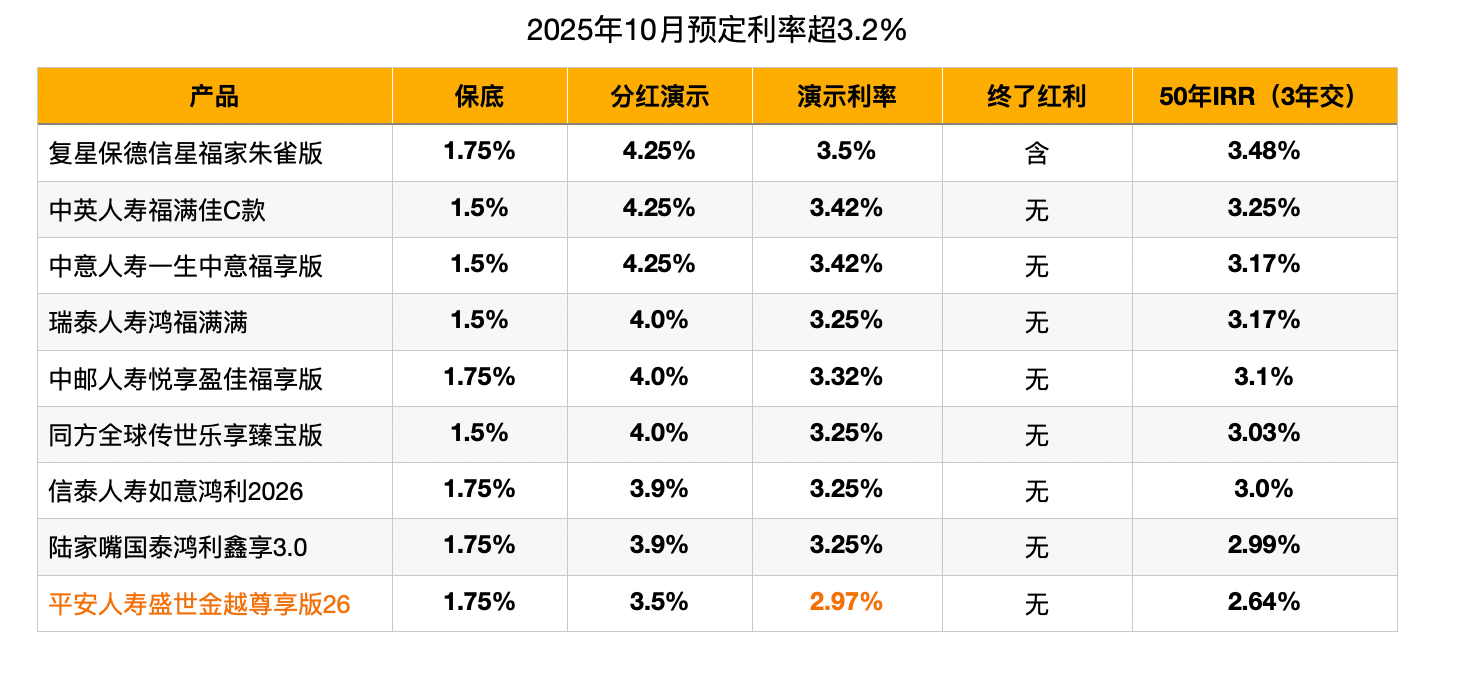 2025年10月预定利率超3.2%
产品 保底 分红演示 演示利率 终了红利 50年IRR（3年交）
复星保德信星福家朱雀版 1.75% 4.25% 3.5% 含 3.48%
中英人寿福满佳C款 1.5% 4.25% 3.42% 无 3.25%
中意人寿一生中意福享版 1.5% 4.25% 3.42% 无 3.17%
瑞泰人寿鸿福满满 1.5% 4.0% 3.25% 无 3.17%
中邮人寿悦享盈佳福享版 1.75% 4.0% 3.32% 无 3.1%
同方全球传世乐享臻宝版 1.5% 4.0% 3.25% 无 3.03%
信泰人寿如意鸿利2026 1.75% 3.9% 3.25% 无 3.0%
陆家嘴国泰鸿利鑫享3.0 1.75% 3.9% 3.25% 无 2.99%
平安人寿盛世金越尊享版26 1.75% 3.5% 2.97% 无 2.64%